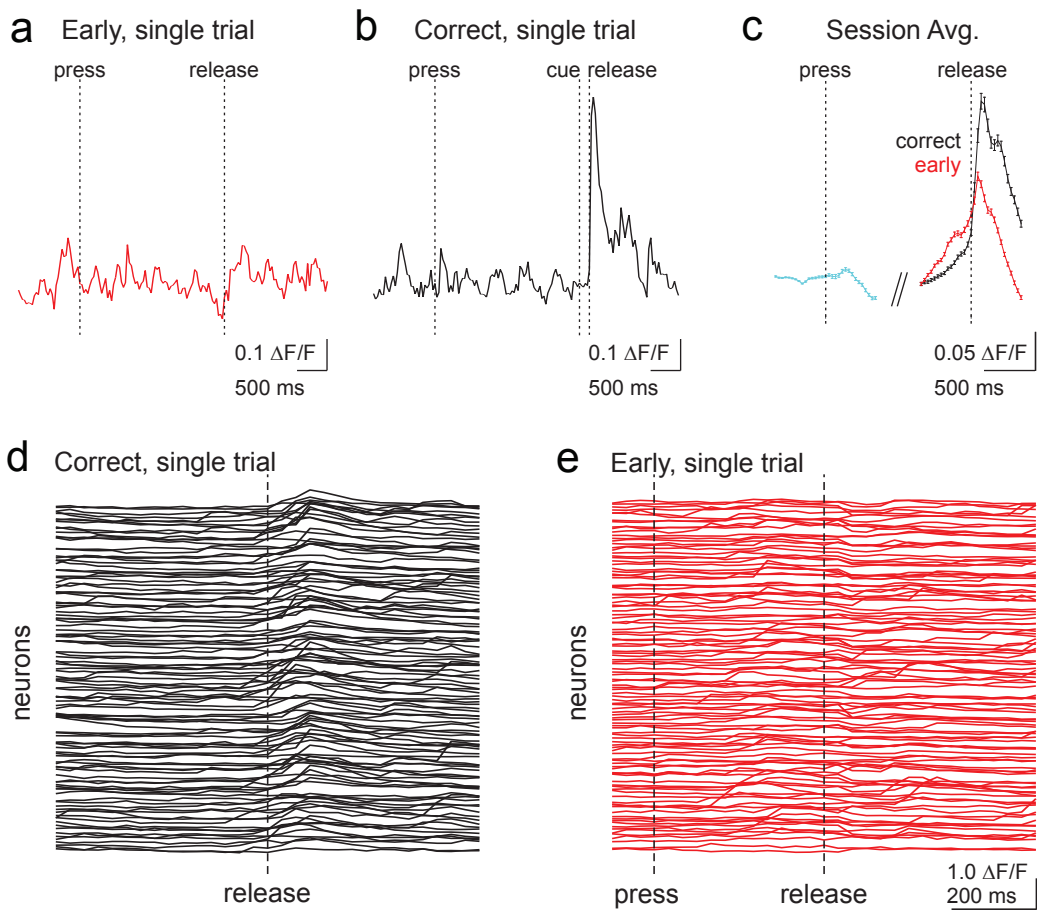 a Early, single trial
press release
0.1 ΔF/F
500 ms
b Correct, single trial
press cue release
0.1 ΔF/F
500 ms
c Session Avg.
press release
correct
early
0.05 ΔF/F
500 ms
d Correct, single trial
neurons
release
e Early, single trial
neurons
press release
1.0 ΔF/F
200 ms